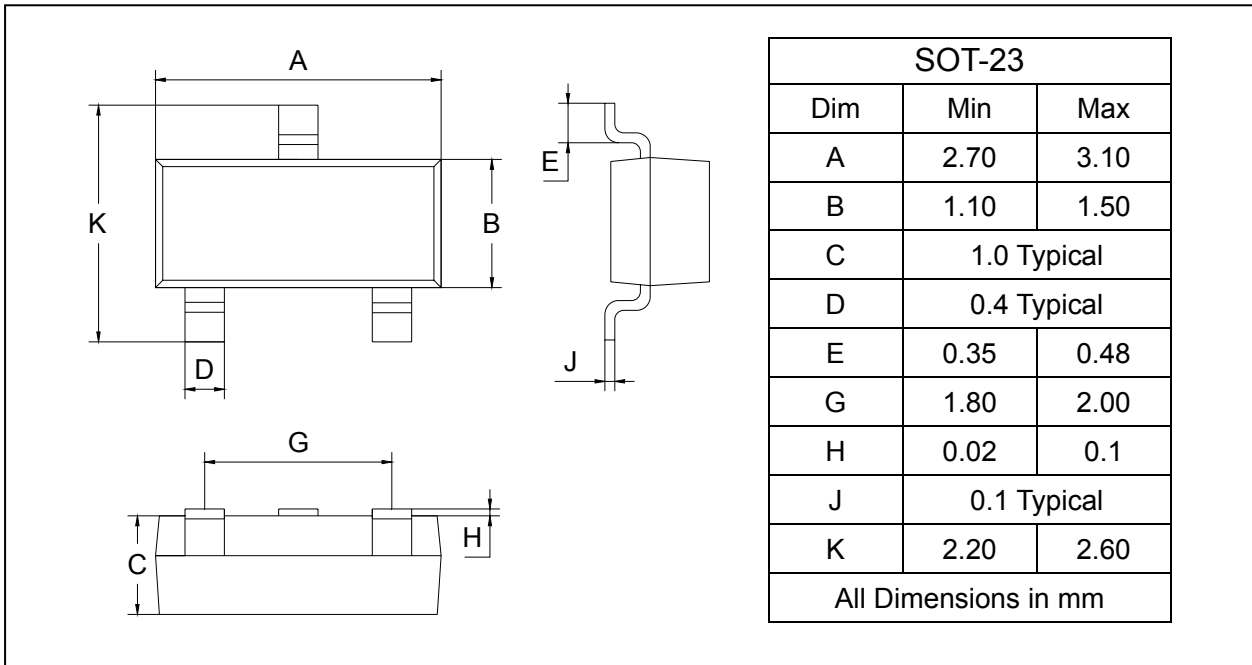 A
K
B
D
E
J
G
C
H
SOT-23
Dim Min Max
A 2.70 3.10
B 1.10 1.50
C 1.0 Typical
D 0.4 Typical
E 0.35 0.48
G 1.80 2.00
H 0.02 0.1
J 0.1 Typical
K 2.20 2.60
All Dimensions in mm